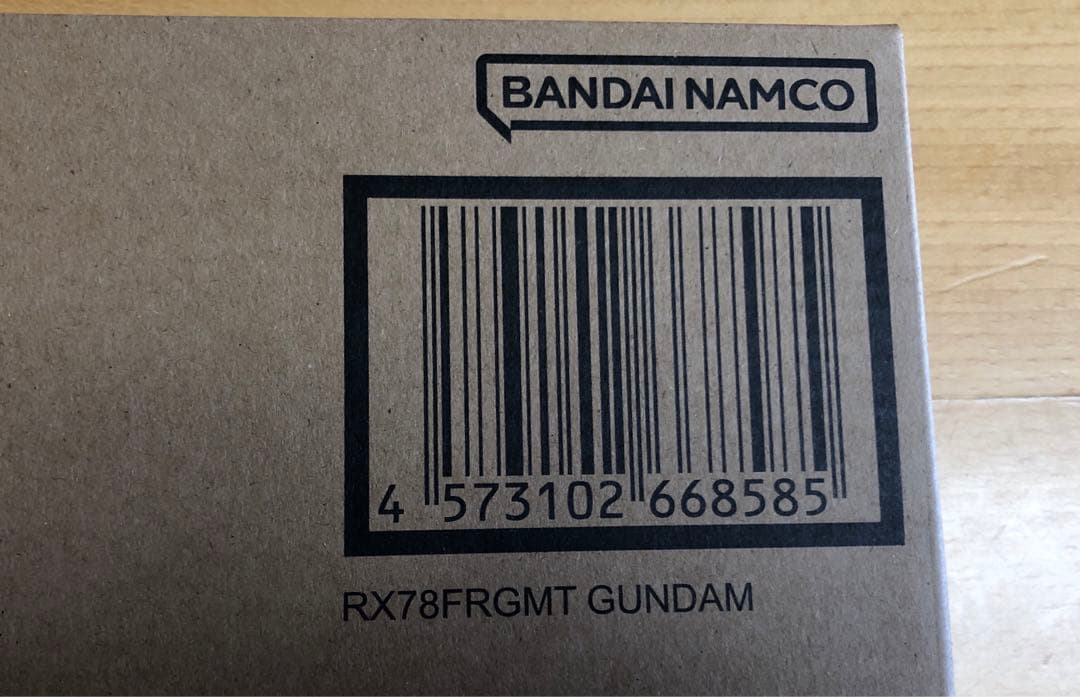 BANDAI NAMCO
4 573102 668585
RX78FRGMT GUNDAM